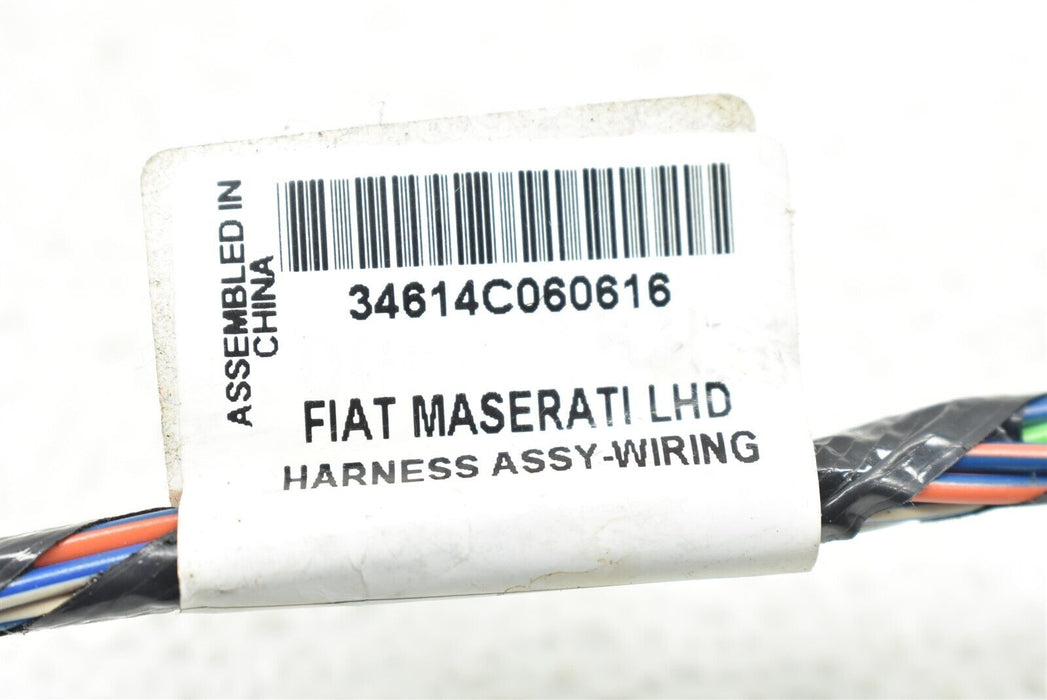 ASSEMBLED IN
CHINA
34614C060616
FIAT MASERATI LHD
HARNESS ASSY-WIRING